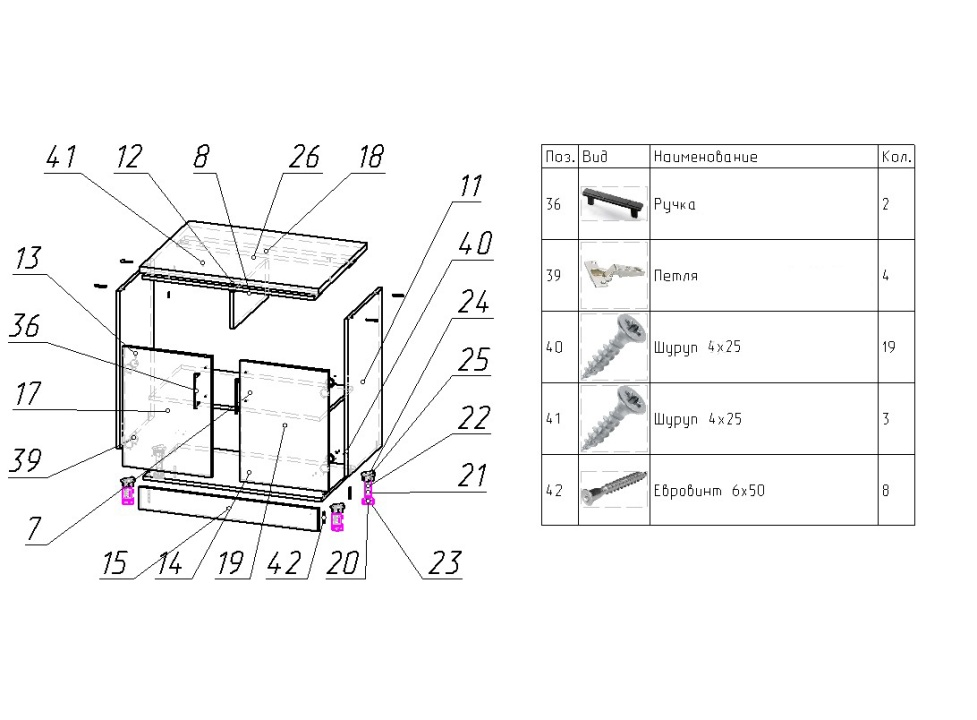 41 12 8 26 18
11
13
40
36
24
25
17
22
39
21
7
15 14 19 42 20 23
Поз. Вид Наименование Кол.
36 Ручка 2
39 Петля 4
40 Шуруп 4х25 19
41 Шуруп 4х25 3
42 Евровинт 6х50 8